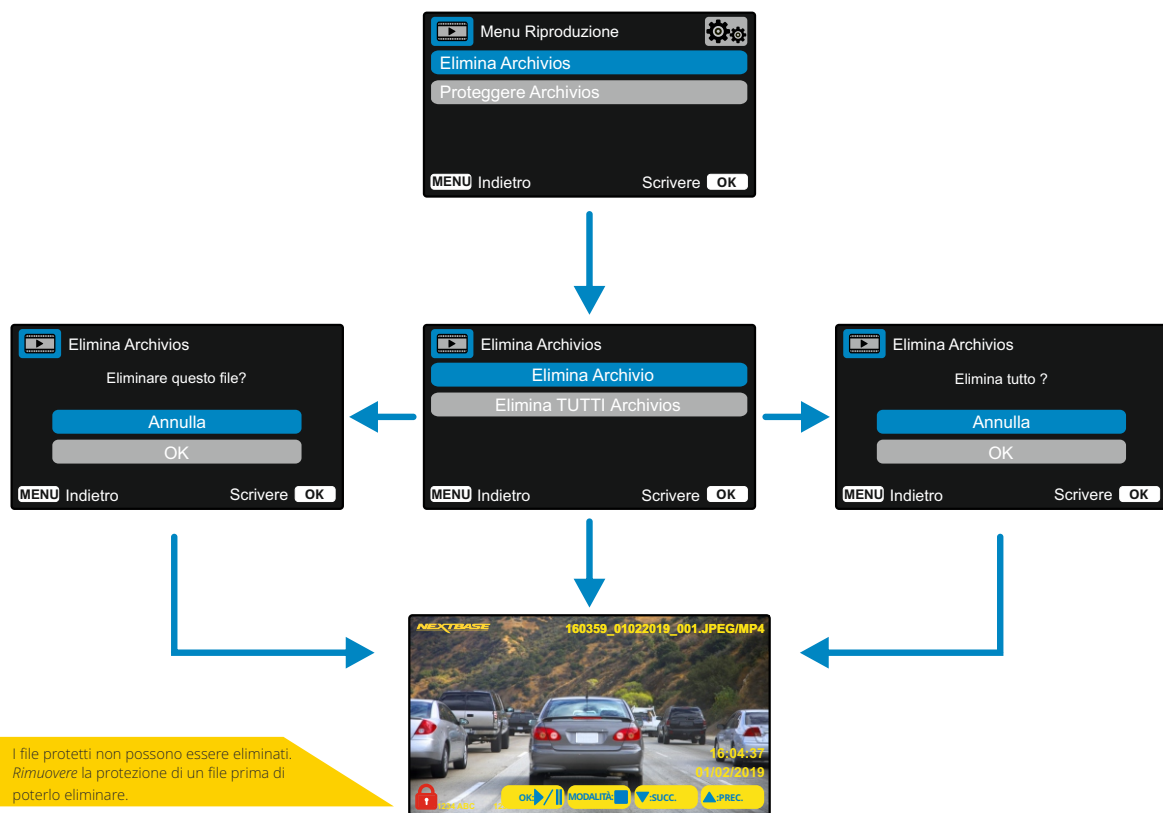 Menu Riproduzione
Elimina Archivios
Proteggere Archivios
MENU Indietro Scrivere OK
Elimina Archivios
Eliminare questo file?
Annulla
OK
MENU Indietro Scrivere OK
Elimina Archivios
Elimina Archivio
Elimina TUTTI Archivios
MENU Indietro Scrivere OK
Elimina Archivios
Elimina tutto ?
Annulla
OK
MENU Indietro Scrivere OK
NEXTBASE 160359_01022019_001.JPEG/MP4
16:04:37
01/02/2019
OK: MODALITÀ: :SUCC. :PREC.
I file protetti non possono essere eliminati.
Rimuovere la protezione di un file prima di
poterlo eliminare.